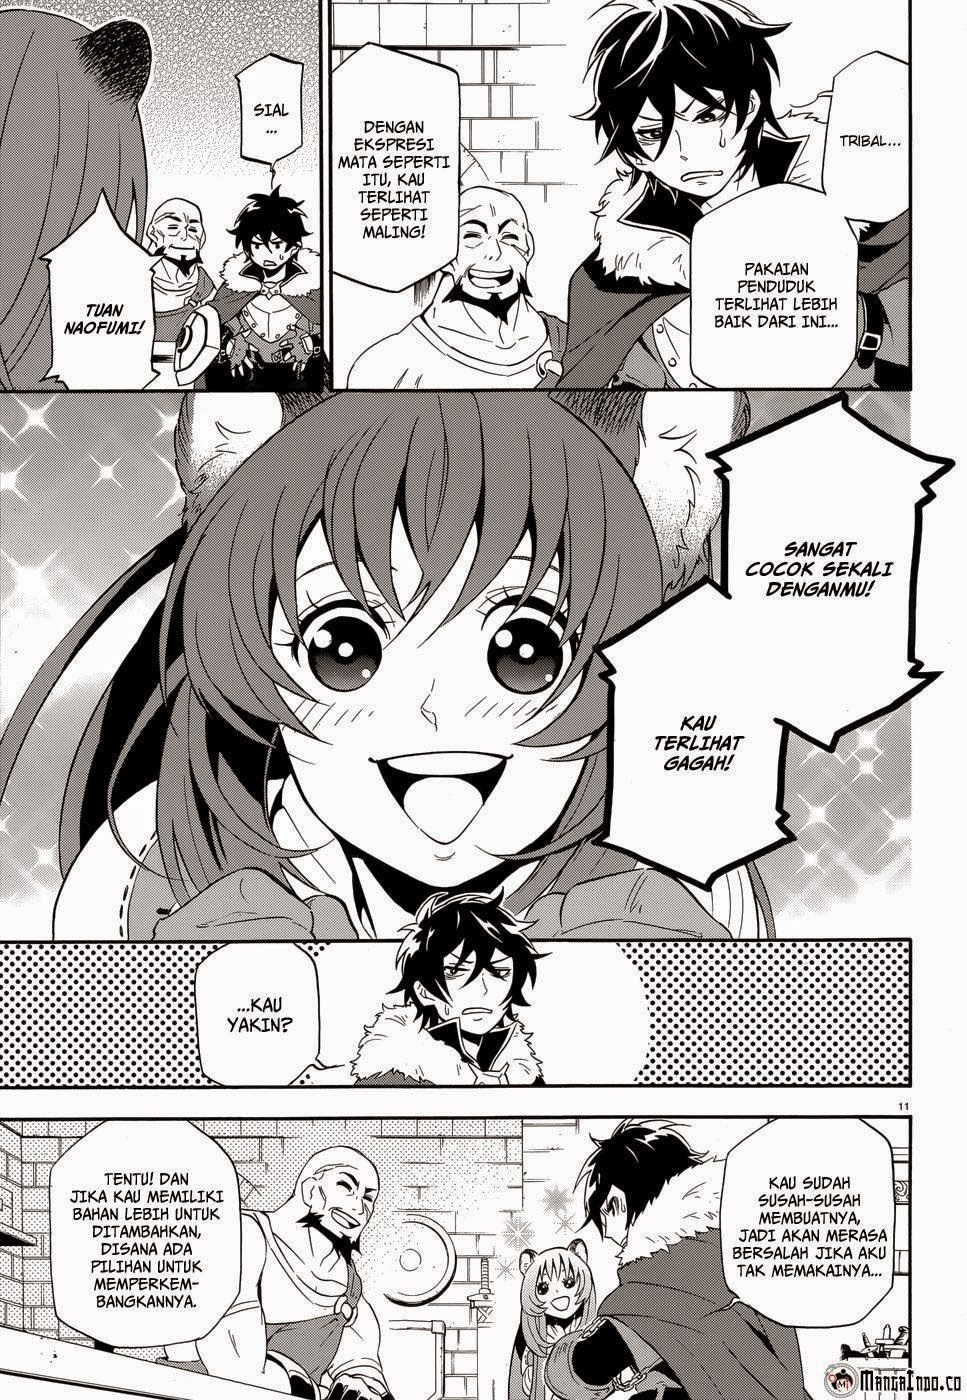 TRIBAL...
PAKAIAN
PENDUDUK
TERLIHAT LEBIH
BAIK DARI INI...
DENGAN
EKSPRESI
MATA SEPERTI
ITU, KAU
TERLIHAT
SEPERTI
MALING!
SIAL
...
TUAN
NAOFUMI!
SANGAT
COCOK SEKALI
DENGANMU!
KAU
TERLIHAT
GAGAH!
...KAU
YAKIN?
11
KAU SUDAH
SUSAH-SUSAH
MEMBUATNYA,
JADI AKAN MERASA
BERSALAH JIKA AKU
TAK MEMAKAINYA...
TENTU! DAN
JIKA KAU MEMILIKI
BAHAN LEBIH UNTUK
DITAMBAHKAN,
DISANA ADA
PILIHAN UNTUK
MEMPERKEM-
BANGKANNYA.
MANGAINDO.CO